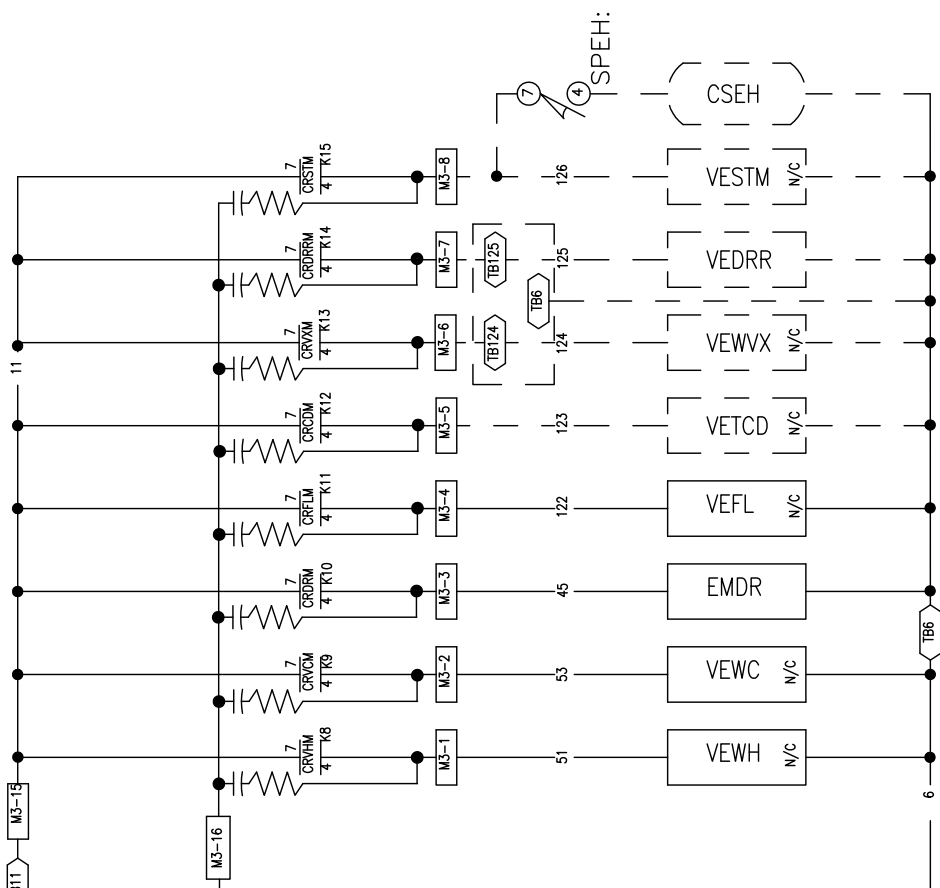 SPEH:
7
4
CSEH
7
CRSTM
4
K15
M3-8
126
VESTM
N/C
7
CRDRRM
4
K14
M3-7
TB125
125
VEDRR
TB6
7
CRVXM
4
K13
M3-6
TB124
124
VEWVX
N/C
11
7
CRCDM
4
K12
M3-5
123
VETCD
N/C
7
CRFLM
4
K11
M3-4
122
VEFL
N/C
7
CRDRM
4
K10
M3-3
45
EMDR
TB6
7
CRVCM
4
K9
M3-2
53
VEWC
N/C
7
CRVHM
4
K8
M3-1
51
VEWH
N/C
M3-15
6
M3-16